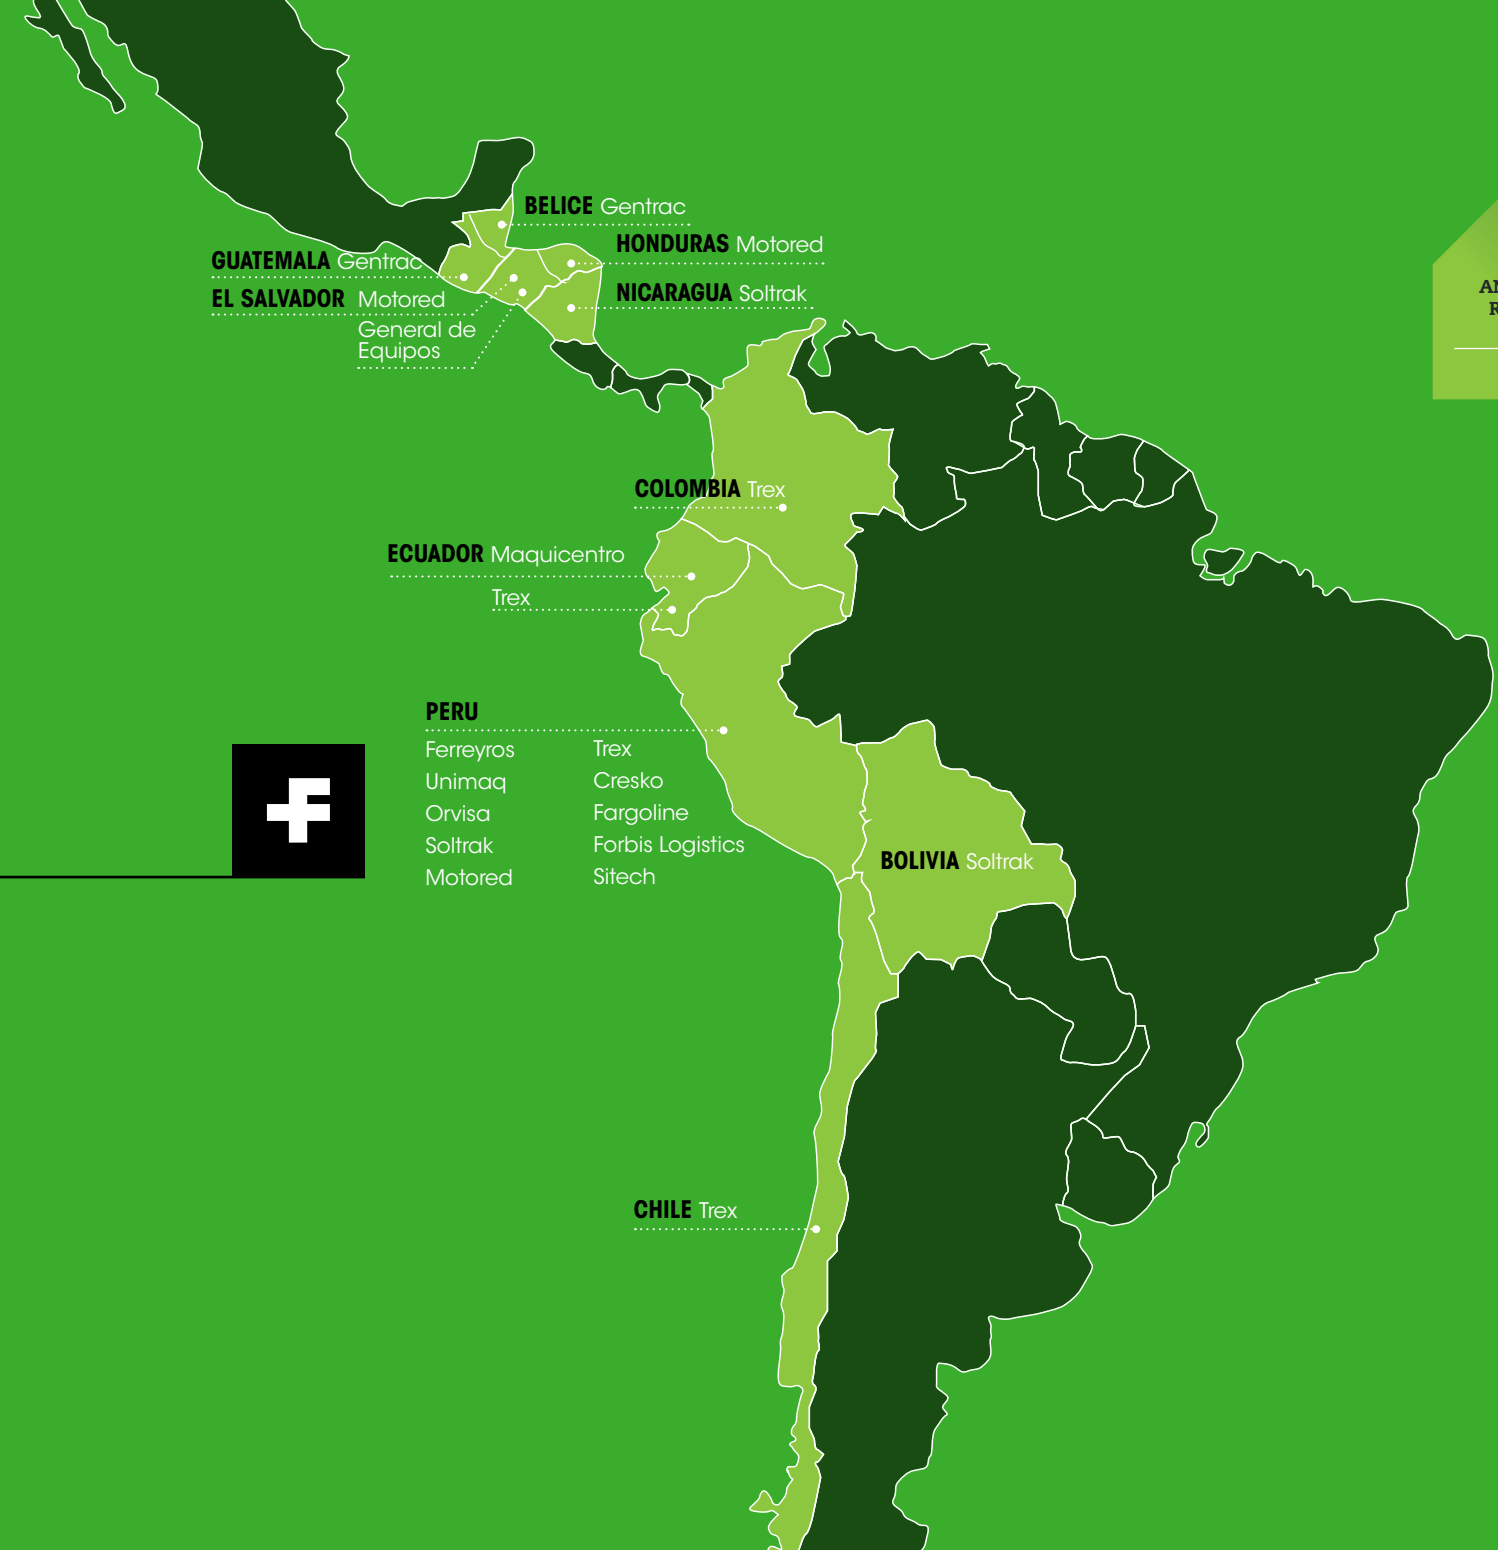 BELICE Gentrac
HONDURAS Motored
GUATEMALA Gentrac
EL SALVADOR Motored
General de
Equipos
NICARAGUA Soltrak
COLOMBIA Trex
ECUADOR Maquicentro
Trex
PERU
Ferreyros
Unimaq
Orvisa
Soltrak
Motored
Trex
Cresko
Fargoline
Forbis Logistics
Sitech
BOLIVIA Soltrak
CHILE Trex